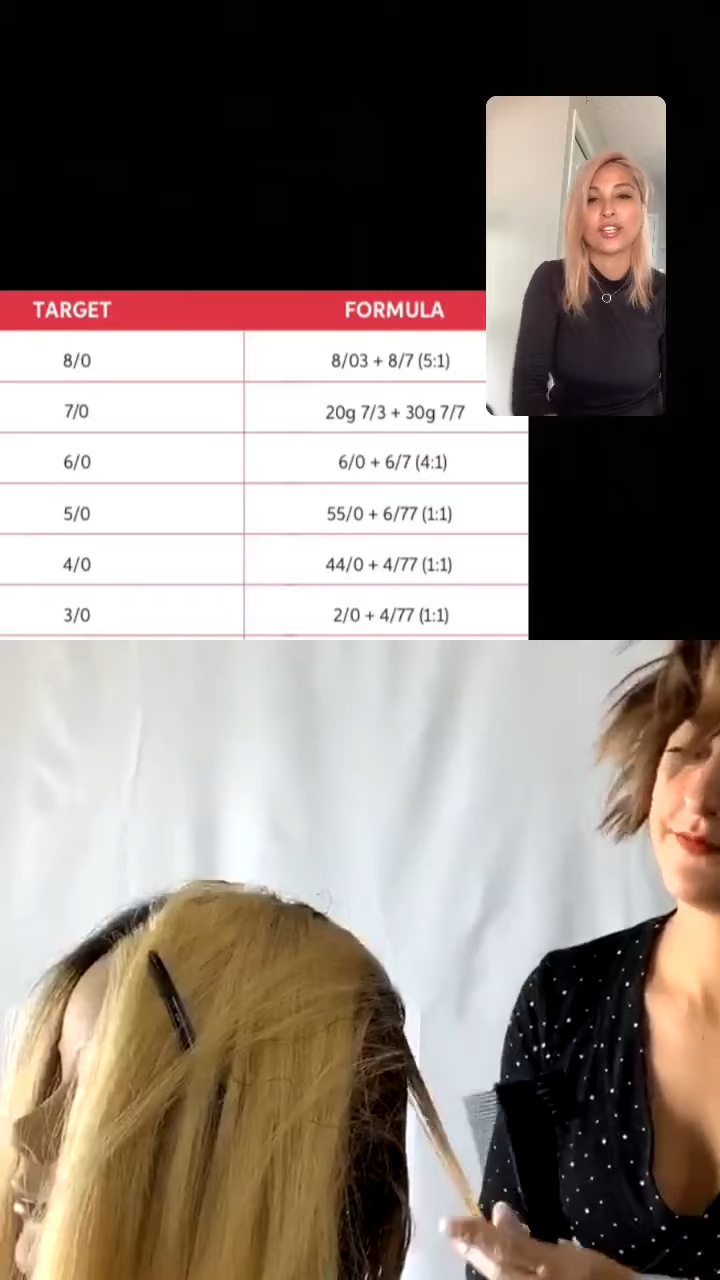 TARGET FORMULA
8/0 8/03 + 8/7 (5:1)
7/0 20g 7/3 + 30g 7/7
6/0 6/0 + 6/7 (4:1)
5/0 55/0 + 6/77 (1:1)
4/0 44/0 + 4/77 (1:1)
3/0 2/0 + 4/77 (1:1)